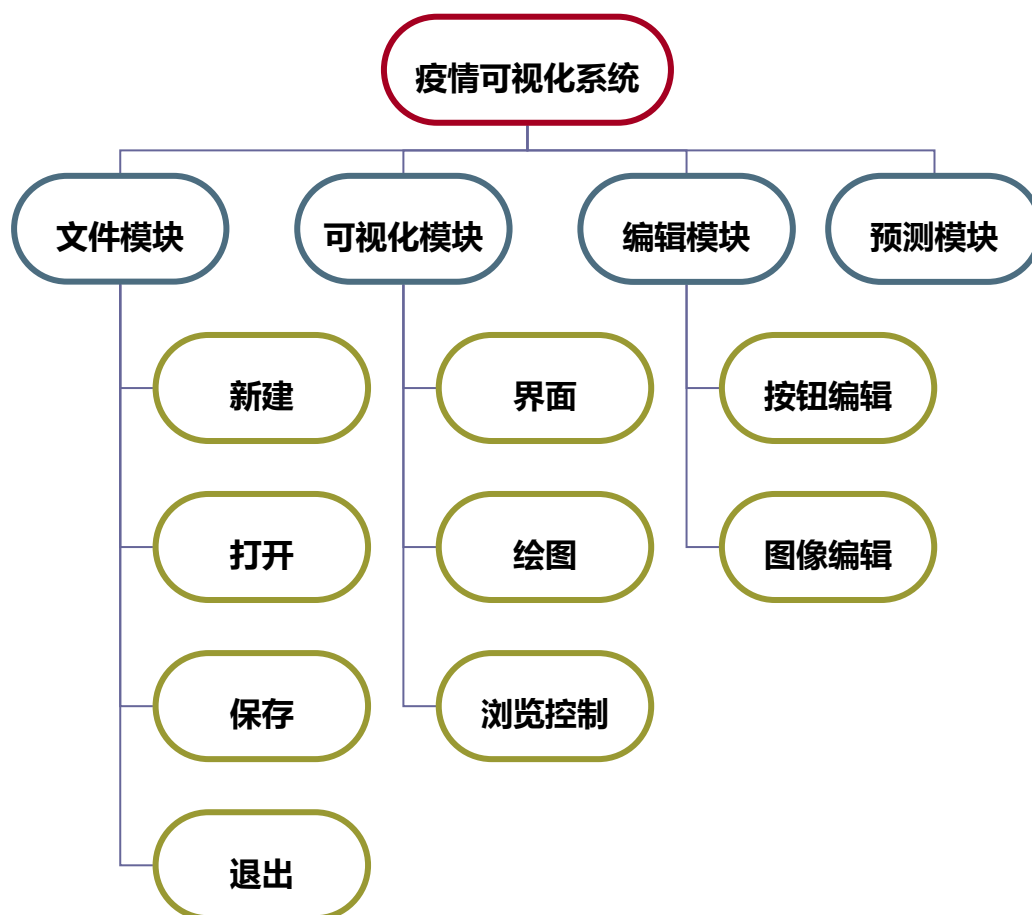 疫情可视化系统
文件模块
可视化模块
编辑模块
预测模块
新建
界面
按钮编辑
打开
绘图
图像编辑
保存
浏览控制
退出